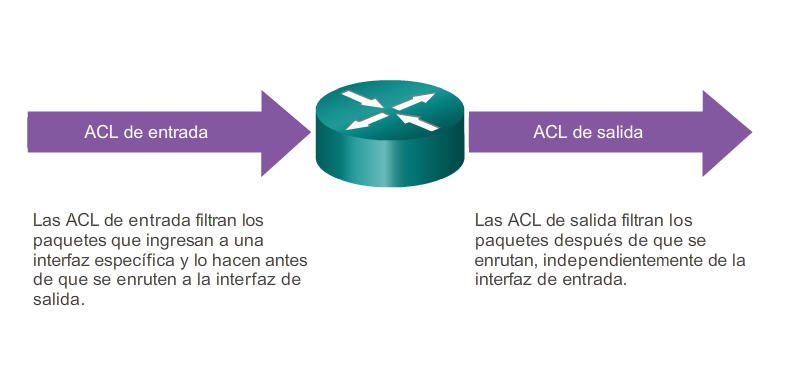 ACL de entrada
ACL de salida
Las ACL de entrada filtran los
paquetes que ingresan a una
interfaz específica y lo hacen antes
de que se enruten a la interfaz de
salida.
Las ACL de salida filtran los
paquetes después de que se
enrutan, independientemente de la
interfaz de entrada.